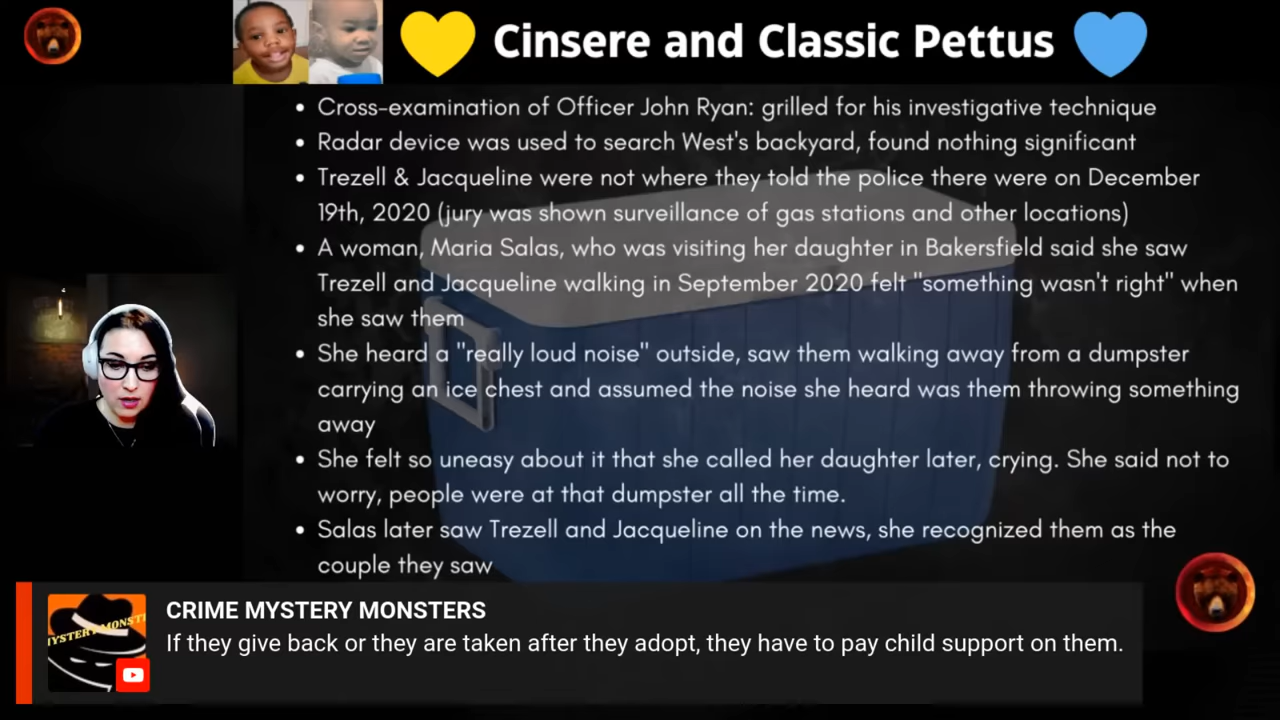 Cinsere and Classic Pettus
• Cross-examination of Officer John Ryan: grilled for his investigative technique
• Radar device was used to search West's backyard, found nothing significant
• Trezell & Jacqueline were not where they told the police there were on December
19th, 2020 (jury was shown surveillance of gas stations and other locations)
• A woman, Maria Salas, who was visiting her daughter in Bakersfield said she saw
Trezell and Jacqueline walking in September 2020 felt "something wasn't right" when
she saw them
• She heard a "really loud noise" outside, saw them walking away from a dumpster
carrying an ice chest and assumed the noise she heard was them throwing something
away
• She felt so uneasy about it that she called her daughter later, crying. She said not to
worry, people were at that dumpster all the time.
• Salas later saw Trezell and Jacqueline on the news, she recognized them as the
couple they saw
CRIME MYSTERY MONSTERS
If they give back or they are taken after they adopt, they have to pay child support on them.